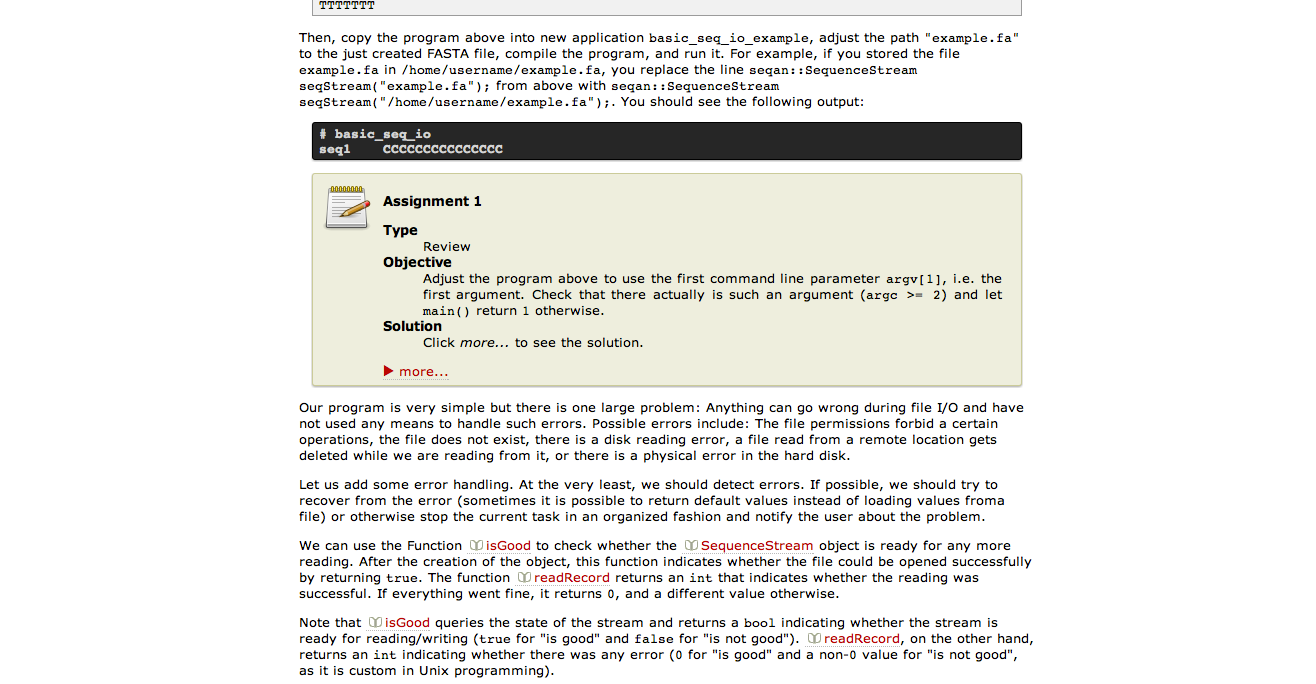 TTTTTTT
Then, copy the program above into new application basic_seq_io_example, adjust the path "example.fa"
to the just created FASTA file, compile the program, and run it. For example, if you stored the file
example.fa in /home/username/example.fa, you replace the line seqan::SequenceStream
seqStream("example.fa"); from above with seqan::SequenceStream
seqStream("/home/username/example.fa");. You should see the following output:
# basic_seq_io
seq1    CCCCCCCCCCCCCCC
Assignment 1
Type
Review
Objective
Adjust the program above to use the first command line parameter argv[1], i.e. the
first argument. Check that there actually is such an argument (argc >= 2) and let
main() return 1 otherwise.
Solution
Click more... to see the solution.
more...
Our program is very simple but there is one large problem: Anything can go wrong during file I/O and have
not used any means to handle such errors. Possible errors include: The file permissions forbid a certain
operations, the file does not exist, there is a disk reading error, a file read from a remote location gets
deleted while we are reading from it, or there is a physical error in the hard disk.
Let us add some error handling. At the very least, we should detect errors. If possible, we should try to
recover from the error (sometimes it is possible to return default values instead of loading values froma
file) or otherwise stop the current task in an organized fashion and notify the user about the problem.
We can use the Function isGood to check whether the SequenceStream object is ready for any more
reading. After the creation of the object, this function indicates whether the file could be opened successfully
by returning true. The function readRecord returns an int that indicates whether the reading was
successful. If everything went fine, it returns 0, and a different value otherwise.
Note that isGood queries the state of the stream and returns a bool indicating whether the stream is
ready for reading/writing (true for "is good" and false for "is not good"). readRecord, on the other hand,
returns an int indicating whether there was any error (0 for "is good" and a non-0 value for "is not good",
as it is custom in Unix programming).